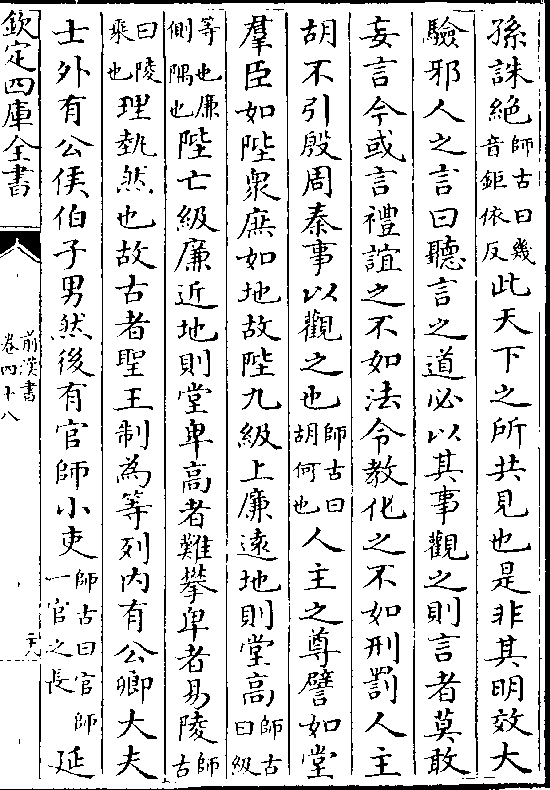 孫誅絶師古曰幾音鉅依反此天下之所共見也是非其明效大
驗邪人之言曰聽言之道必以其事觀之則言者莫敢
妄言今或言禮誼之不如法令教化之不如刑罰人主
胡不引殷周秦事以觀之也師古曰胡何也人主之尊譬如堂
羣臣如陛衆庶如地故陛九級上廉遠地則堂高師古曰級
等也廉側隅也陛亡級廉近地則堂卑高者難攀卑者易陵師古
曰陵乘也理埶然也故古者聖王制為等列内有公卿大夫
士外有公侯伯子男然後有官師小吏師古曰官師一官之長延
欽定四庫全書
前漢書
卷四十八
二十八